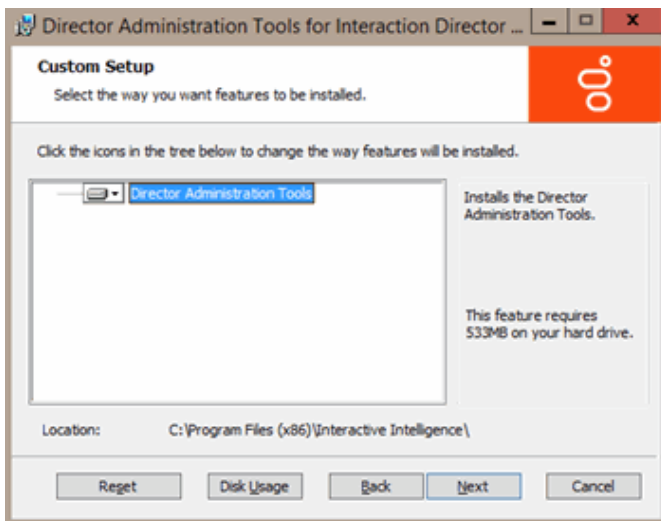 Director Administration Tools for Interaction Director ...
Custom Setup
Select the way you want features to be installed.
Click the icons in the tree below to change the way features will be installed.
Director Administration Tools
Installs the Director
Administration Tools.
This feature requires
533MB on your hard drive.
Location: C:\Program Files (x86)\Interactive Intelligence\
Reset Disk Usage Back Next Cancel